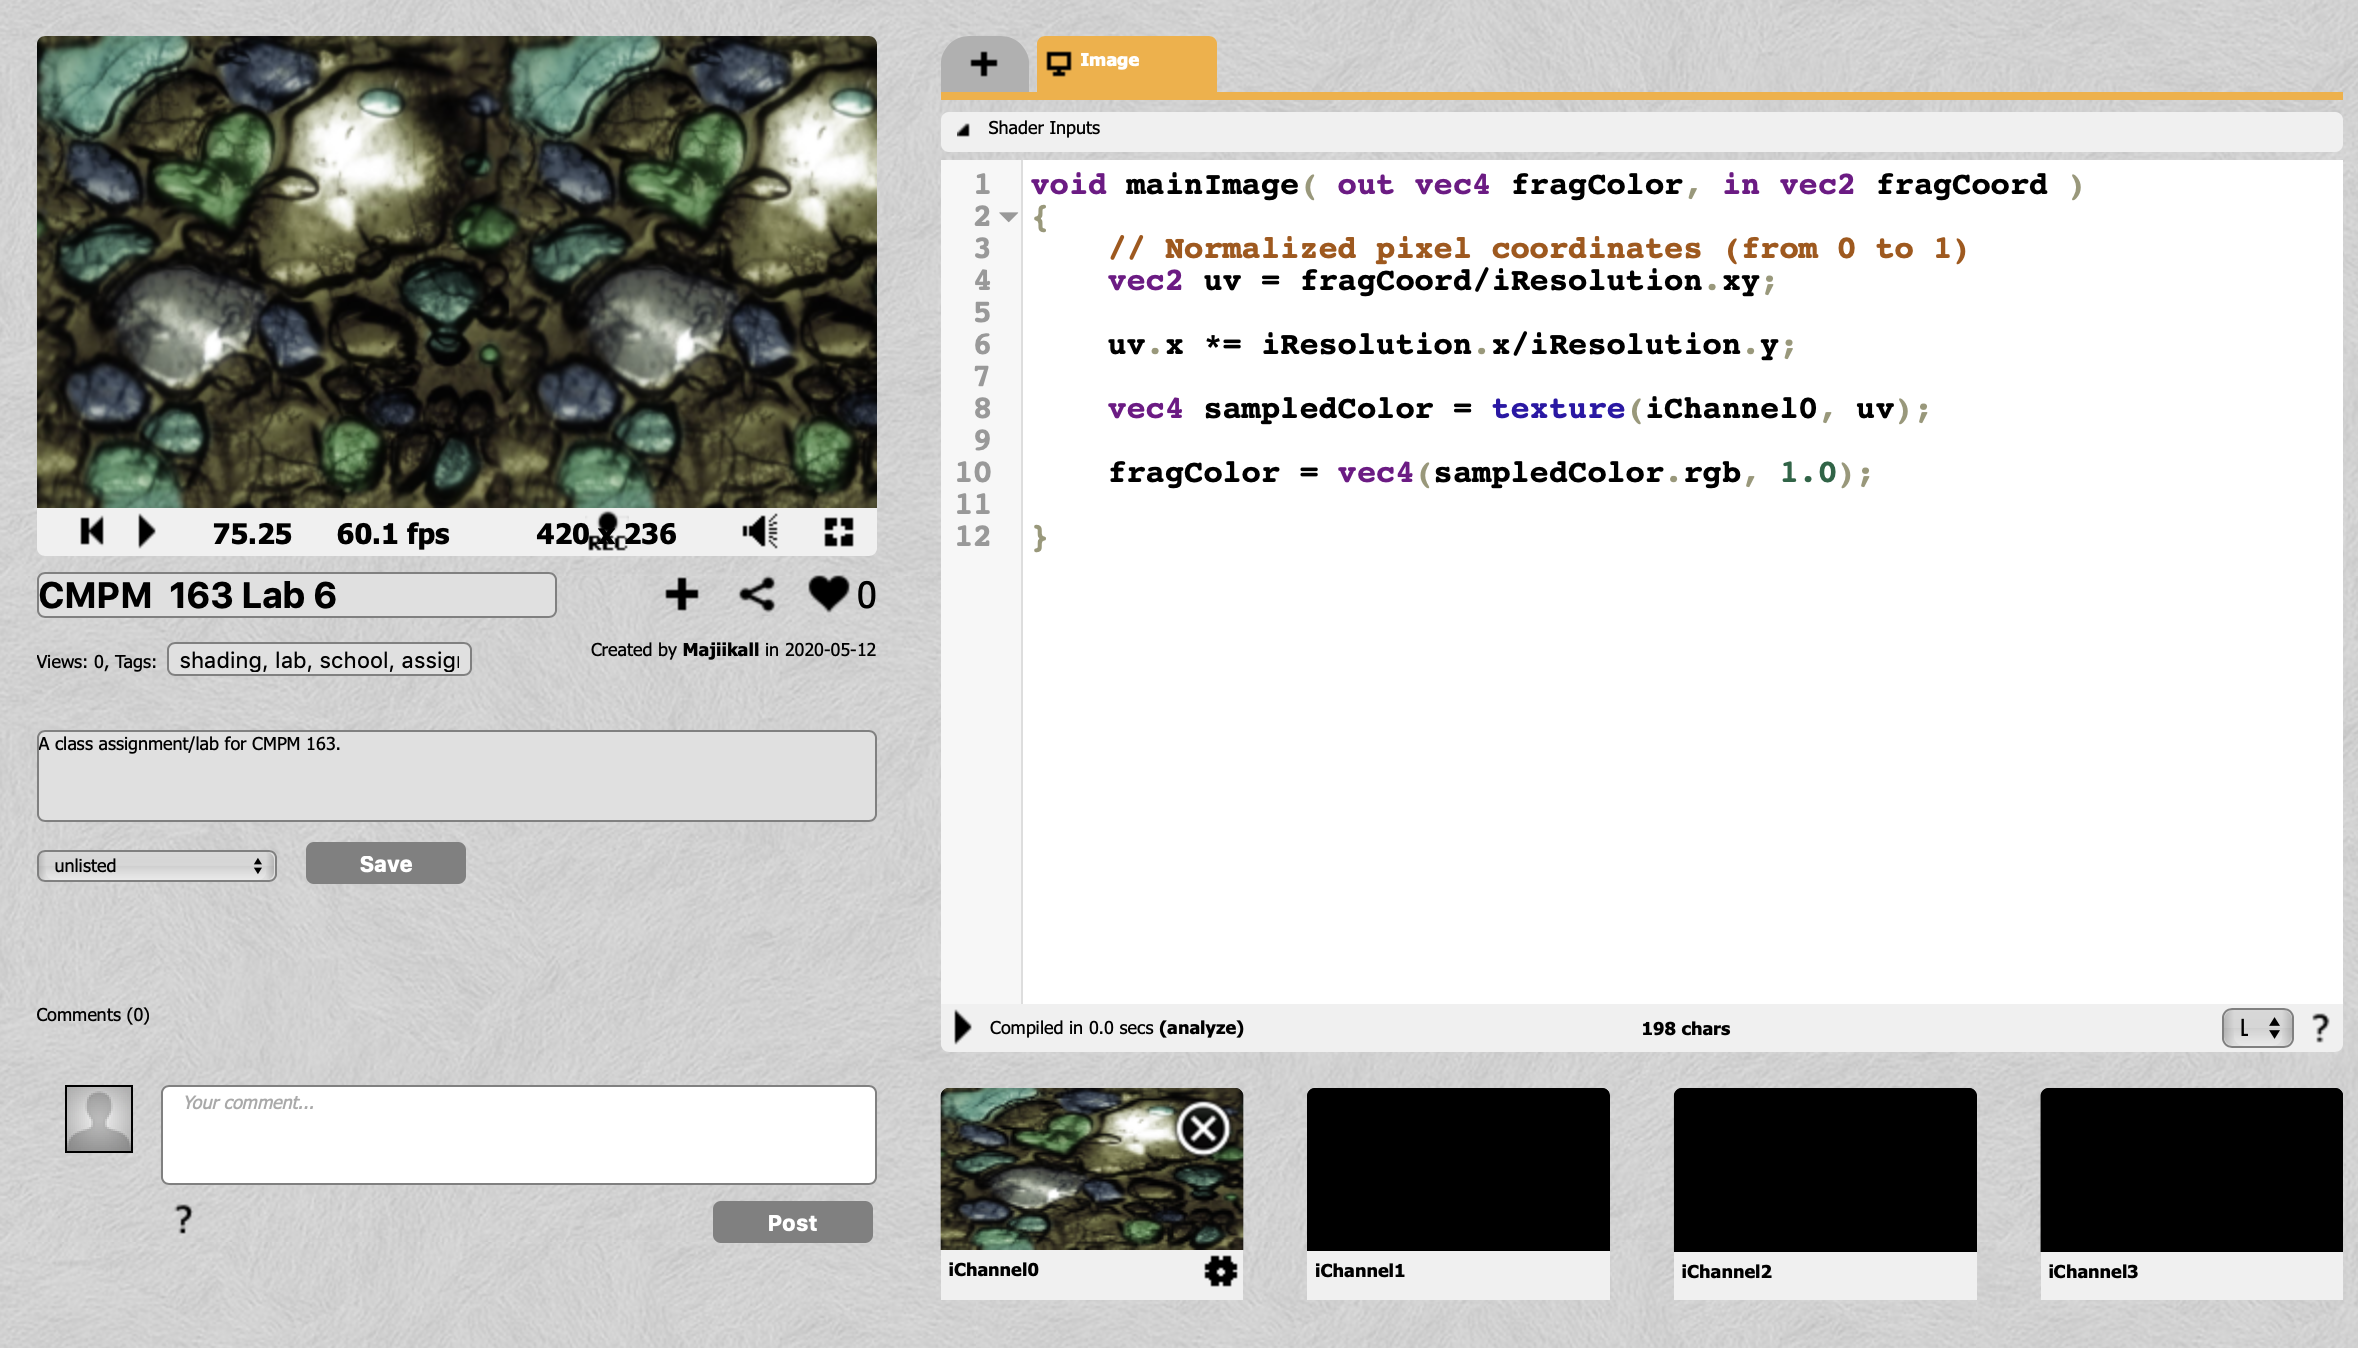 75.25 60.1 fps 420 x 236
REC
CMPM 163 Lab 6
0
Views: 0, Tags: shading, lab, school, assig
Created by Majiikall in 2020-05-12
A class assignment/lab for CMPM 163.
unlisted
Save
Comments (0)
Your comment...
?
Post
Image
Shader Inputs
1 void mainImage( out vec4 fragColor, in vec2 fragCoord )
2 {
3 // Normalized pixel coordinates (from 0 to 1)
4 vec2 uv = fragCoord/iResolution.xy;
5
6 uv.x *= iResolution.x/iResolution.y;
7
8 vec4 sampledColor = texture(iChannel0, uv);
9
10 fragColor = vec4(sampledColor.rgb, 1.0);
11
12 }
Compiled in 0.0 secs (analyze) 198 chars L ?
iChannel0 iChannel1 iChannel2 iChannel3